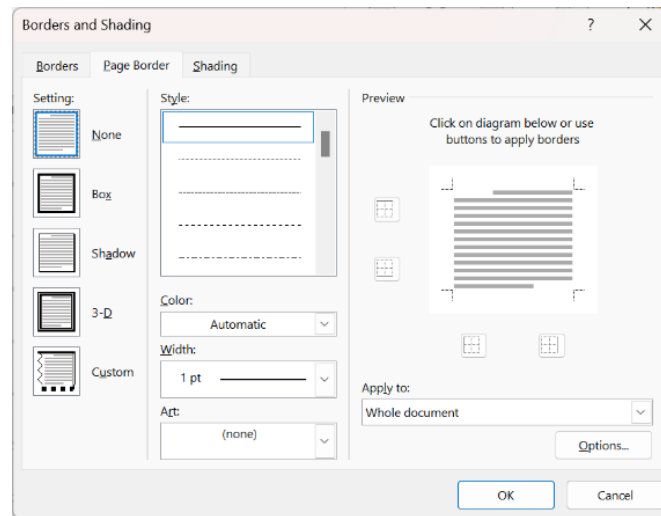 Borders and Shading
Borders
Page Border
Shading
Setting:
None
Box
Shadow
3-D
Custom
Style:
Color:
Automatic
Width:
1 pt
Art:
(none)
Preview
Click on diagram below or use
buttons to apply borders
Apply to:
Whole document
Options...
OK
Cancel